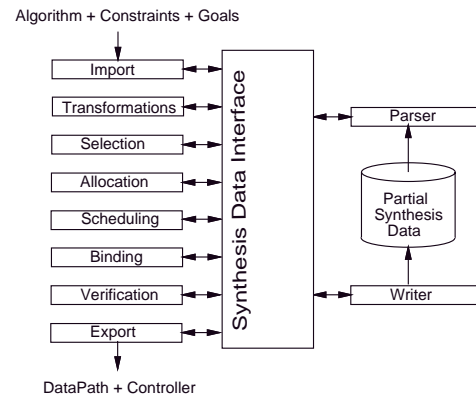 Algorithm + Constraints + Goals
Import
Transformations
Selection
Allocation
Scheduling
Binding
Verification
Export
DataPath + Controller
Synthesis Data Interface
Parser
Partial
Synthesis
Data
Writer